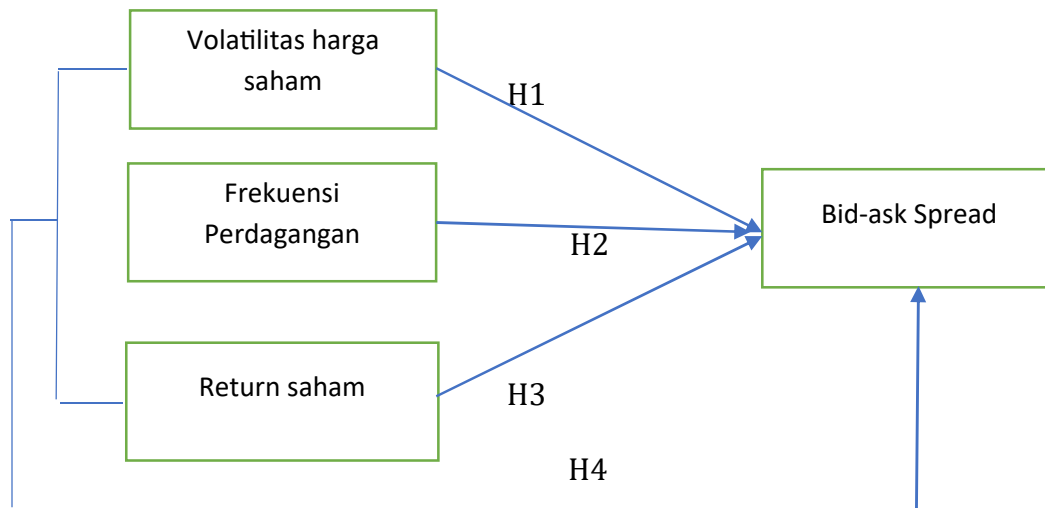 Volatilitas harga
saham
H1
Frekuensi
Perdagangan
H2
Bid-ask Spread
Return saham
H3
H4